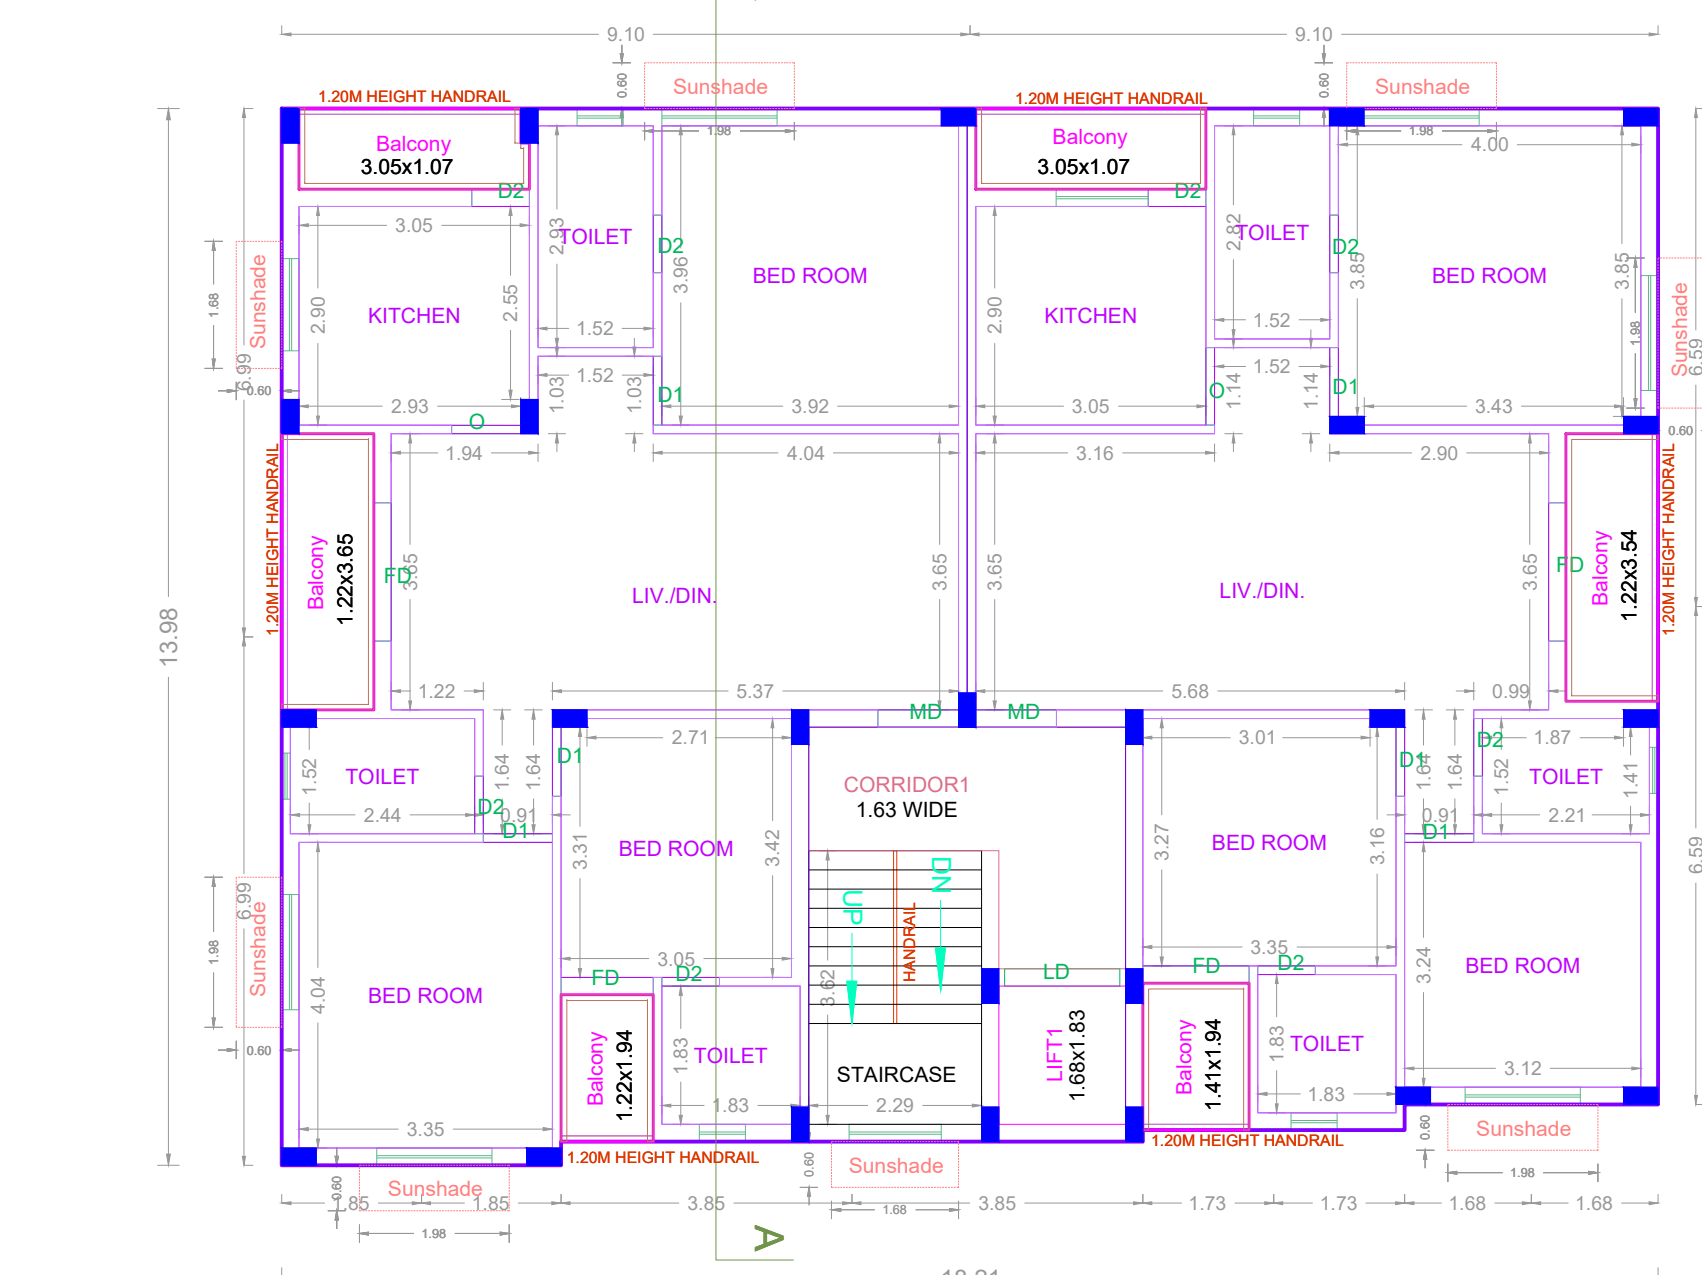 9.10
9.10
0.60
Sunshade
0.60
Sunshade
1.20M HEIGHT HANDRAIL
1.20M HEIGHT HANDRAIL
1.98
1.98
4.00
Balcony
3.05x1.07
Balcony
3.05x1.07
D2
D2
3.05
2.93
TOILET
D2
3.96
BED ROOM
2.82
TOILET
D2
3.85
BED ROOM
3.85
Sunshade
1.68
6.99
0.60
2.90
KITCHEN
2.55
1.52
1.52
1.03
1.03
D1
2.90
KITCHEN
1.52
1.52
O
1.14
1.14
D1
1.98
Sunshade
6.59
0.60
2.93
O
3.92
3.05
3.43
1.94
4.04
3.16
2.90
13.98
1.20M HEIGHT HANDRAIL
Balcony
1.22x3.65
FD
3.65
LIV./DIN.
3.65
3.65
LIV./DIN.
3.65
FD
Balcony
1.22x3.54
1.20M HEIGHT HANDRAIL
1.22
5.37
5.68
0.99
MD
MD
1.52
TOILET
2.44
D2
1.64
1.64
0.91
D1
D1
2.71
3.01
D1
1.64
1.64
0.91
D1
D2
1.87
1.52
TOILET
1.41
2.21
CORRIDOR1
1.63 WIDE
3.31
BED ROOM
3.42
3.05
3.27
BED ROOM
3.16
3.35
6.99
Sunshade
1.98
0.60
4.04
BED ROOM
3.35
UP
DN
HANDRAIL
3.62
FD
D2
LD
FD
D2
3.24
BED ROOM
3.12
6.59
Balcony
1.22x1.94
1.83
TOILET
1.83
STAIRCASE
2.29
LIFT1
1.68x1.83
Balcony
1.41x1.94
1.83
TOILET
1.83
1.20M HEIGHT HANDRAIL
1.20M HEIGHT HANDRAIL
0.60
Sunshade
0.60
Sunshade
0.60
Sunshade
1.98
1.85
1.85
3.85
1.68
3.85
1.73
1.73
1.68
1.68
1.98
A